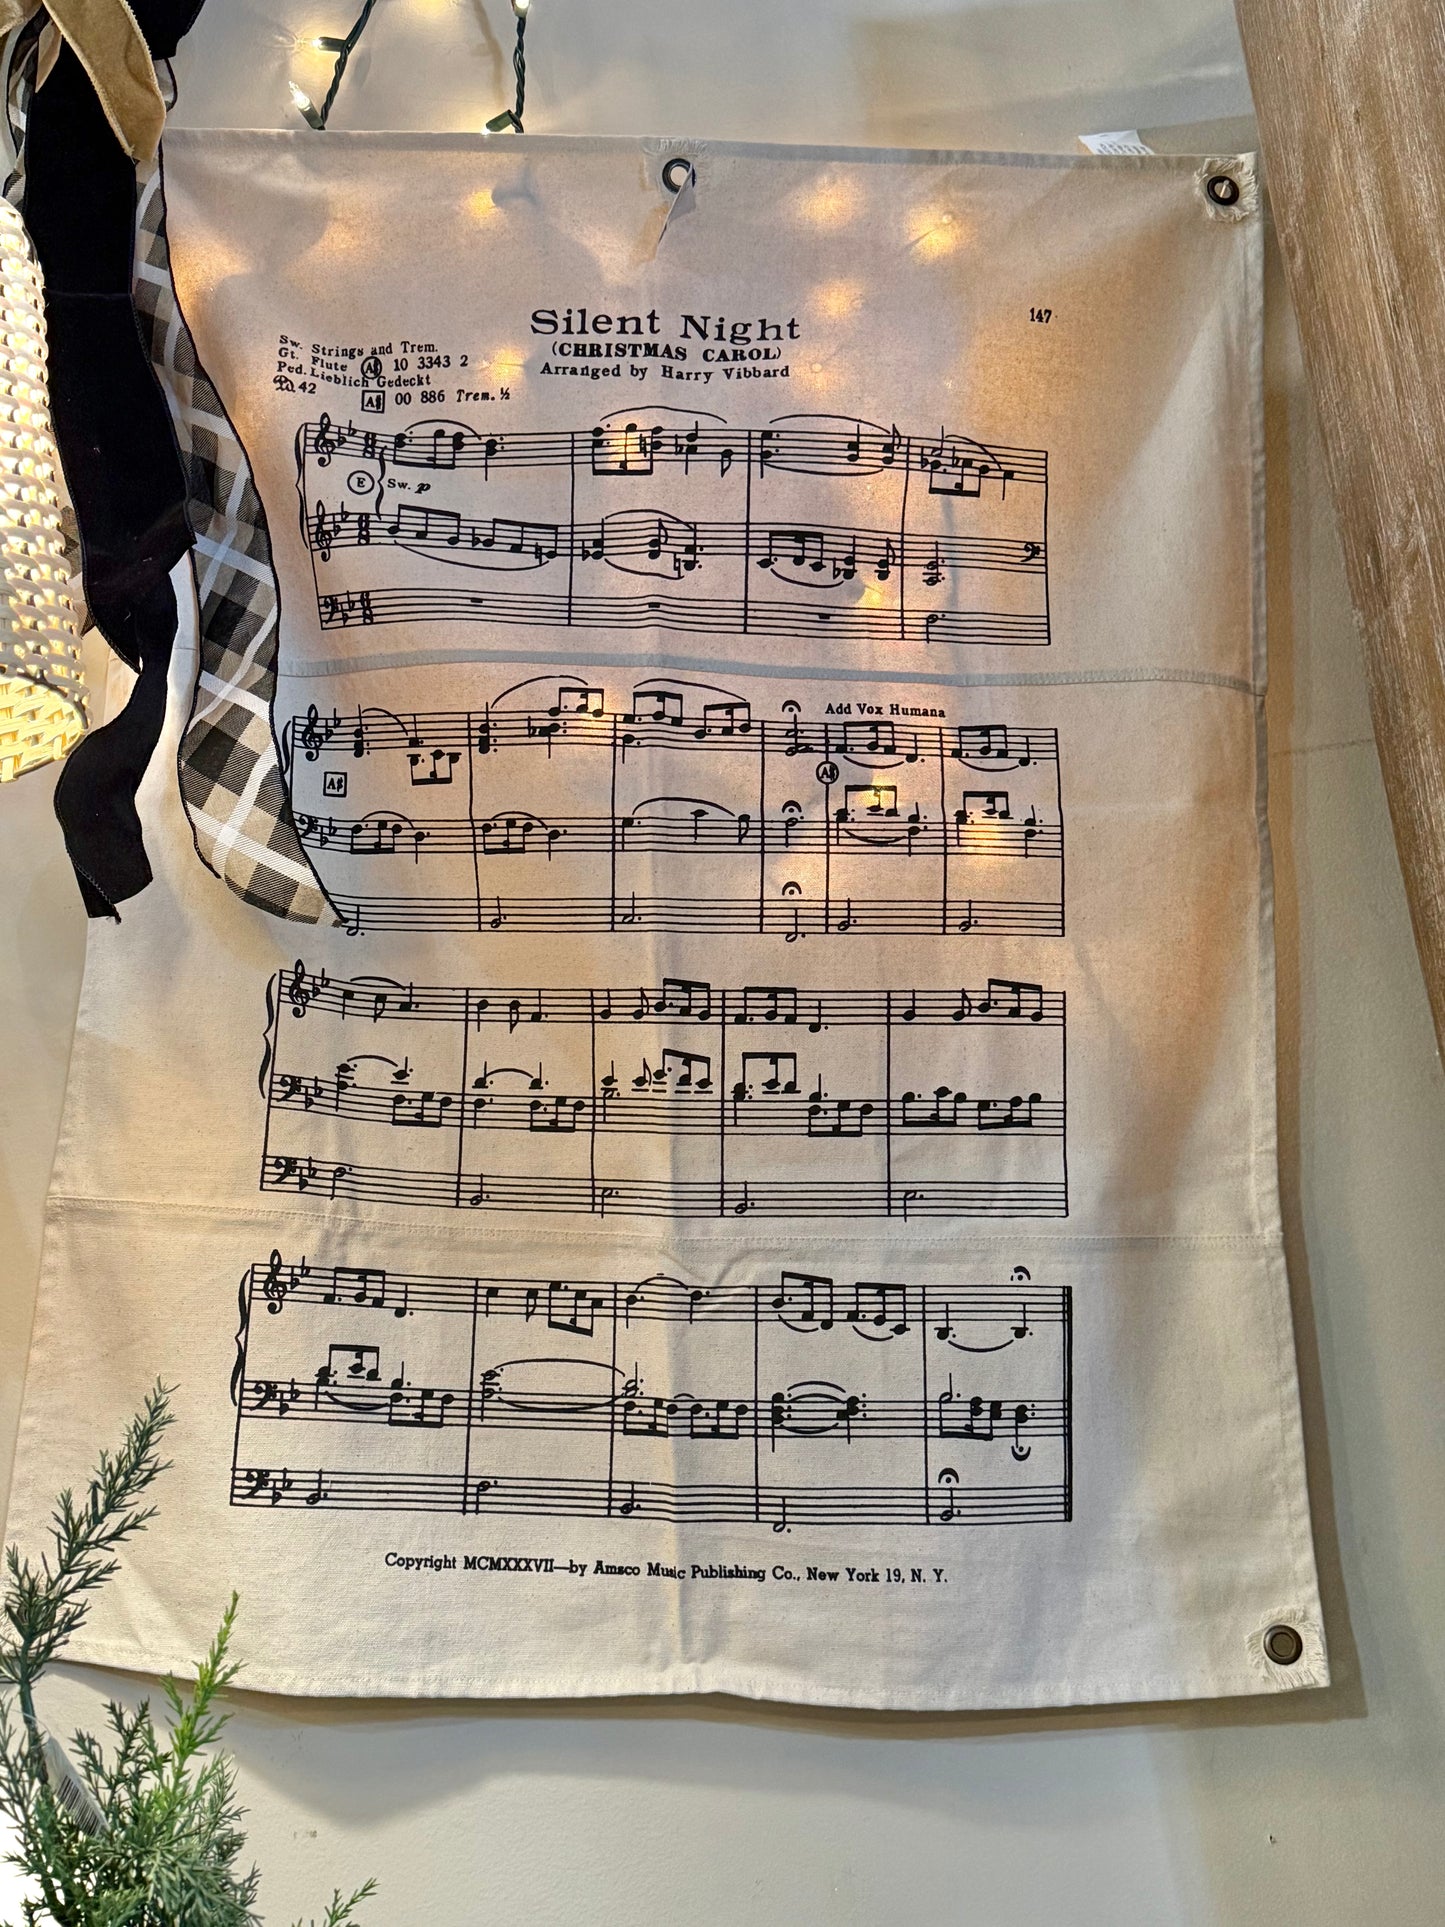 147
Silent Night
(CHRISTMAS CAROL)
Arranged by Harry Vibbard
Sw. Strings and Trem.
Gt. Flute A♯ 10 3343 2
Ped. Lieblich Gedeckt
42
A♯ 00 886 Trem. ½
E Sw. p
Add Vox Humana
A♯
A♯
Copyright MCMXXXVII—by Amsco Music Publishing Co., New York 19, N. Y.